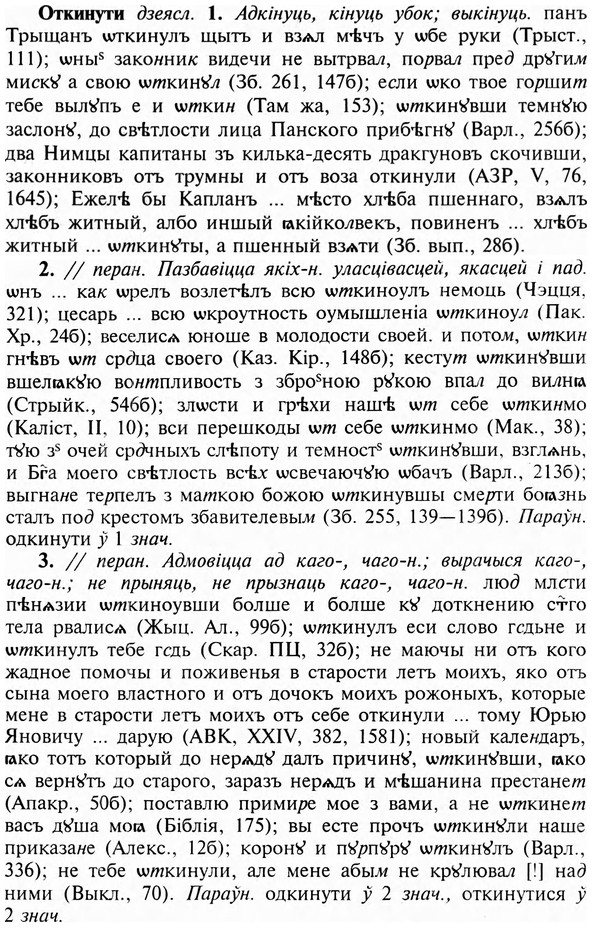 Откинути дзеясл. 1. Адкінуць, кінуць убок; выкінуць. панъ
Трыщанъ ѡткинулъ щытъ и взѧл мѣчъ у ѡбе руки (Трыст.,
111); ѡныˢ законник видечи не вытрвал, порвал пред дрꙋгим
мискꙋ а свою ѡткинꙋл (Зб. 261, 147б); если ѡко твое горшит
тебе вылꙋпъ е и ѡткин (Там жа, 153); ѡткинꙋвши темнꙋю
заслонꙋ, до свѣтлости лица Панского прибѣгнꙋ (Варл., 256б);
два Нимцы капитаны зъ килька-десять дракгуновъ скочивши,
законниковъ отъ трумны и отъ воза откинули (АЗР, V, 76,
1645); Ежелѣ бы Каплан ... мѣсто хлѣба пшеннаго, взѧлъ
хлѣбъ житный, албо иншый ꙗкійколвек, повиненъ ... хлѣбъ
житный ... ѡткинꙋты, а пшенный взѧти (Зб. вып., 28б).
2. // перан. Пазбавіцца якіх-н. уласцівасцей, якасцей і пад.
ѡнъ ... как ѡрел возлетѣлъ всю ѡткиноулъ немоць (Чэцця,
321); цесарь ... всю ѡкроутность оумышленіа ѡткиноул (Пак.
Хр., 24б); веселисѧ юноше в молодости своей. и потом, ѡткин
гнѣвъ ѡт срдца своего (Каз. Кір., 148б); кестут ѡткинꙋвши
вшелꙗкꙋю вонтпливость з зброˢною рꙋкою впал до вилнꙗ
(Стрыйк., 546б); злѡсти и грѣхи нашѣ ѡт себе ѡткинмо
(Каліст, II, 10); вси перешкоды ѡт себе ѡткинмо (Мак., 38);
тꙋю зˢ очей срдчныхъ слѣпоту и темностˢ ѡткинꙋвши, взглѧнь,
и Бг҃а моего свѣтлость всѣх ѡсвечаючꙋю ѡбачъ (Варл., 213б);
выгнане терпелъ з маткою божою ѡткинувшы смерти боꙗзнь
сталъ под крестомъ збавителевым (Зб. 255, 139—139б). Параўн.
одкинути ў 1 знач.
3. // перан. Адмовіцца ад каго-, чаго-н.; вырачыся каго-,
чаго-н.; не прыняць, не прызнаць каго-, чаго-н. люд млсти
пѣнѧзии ѡткиноувши болше и болше кꙋ доткнению ст҃го
тела рвалисѧ (Жыц. Ал., 99б); ѡткинулъ еси слово гсдьне и
ѡткинулъ тебе гсдь (Скар. ПЦ, 32б); не маючы ни отъ кого
жадное помочы и поживенья в старости летъ моихъ, яко отъ
сына моего властного и отъ дочокъ моихъ рожоныхъ, которые
мене в старости летъ моихъ отъ себе откинули ... тому Юрью
Яновичу ... дарую (АВК, XXIV, 382, 1581); новый календаръ,
ꙗко тотъ который до нерѧдꙋ далъ причинꙋ, ѡткинꙋвши, ꙗко
сѧ вернꙋтъ до старого, заразъ нерѧдъ и мѣшанина престанет
(Апакр., 50б); поставлю примире мое з вами, а не ѡткинет
васъ дꙋша моꙗ (Біблія, 175); вы есте прочъ ѡткинꙋли наше
приказане (Алекс., 12б); коронꙋ и пꙋрпꙋрꙋ ѡткинꙋлъ (Варл.,
336); не тебе ѡткинули, але мене абым не крꙋлювал [!] над
ними (Выкл., 70). Параўн. одкинути ў 2 знач., откинутися ў
2 знач.